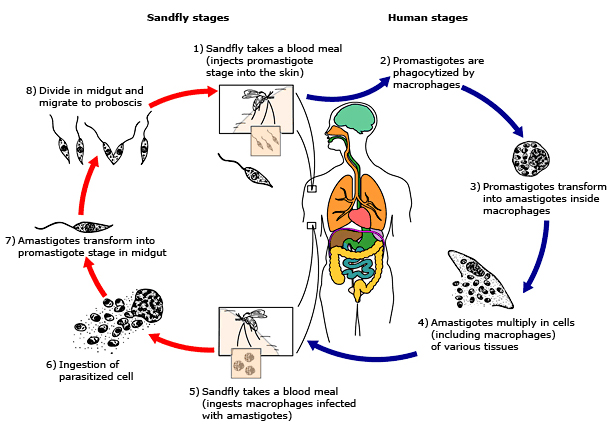 Sandfly stages
Human stages
1) Sandfly takes a blood meal
(injects promastigote
stage into the skin)
2) Promastigotes are
phagocytized by
macrophages
3) Promastigotes transform
into amastigotes inside
macrophages
4) Amastigotes multiply in cells
(including macrophages)
of various tissues
5) Sandfly takes a blood meal
(ingests macrophages infected
with amastigotes)
6) Ingestion of
parasitized cell
7) Amastigotes transform into
promastigote stage in midgut
8) Divide in midgut and
migrate to proboscis